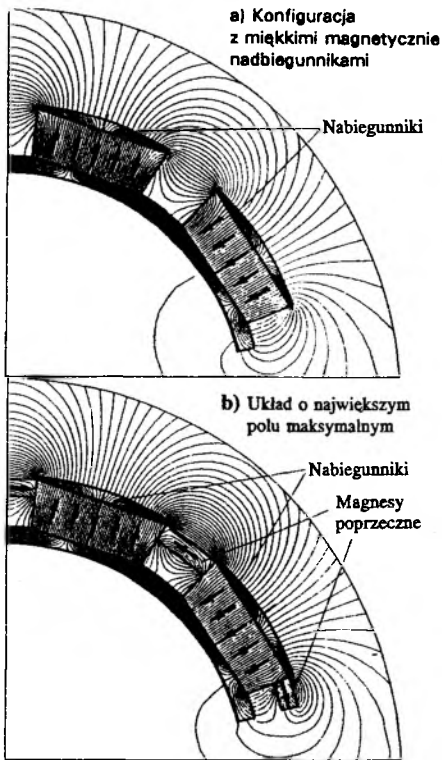 a) Konfiguracja
z miękkimi magnetycznie
nadbiegunnikami
Nabiegunniki
b) Układ o największym
polu maksymalnym
Nabiegunniki
Magnesy
poprzeczne